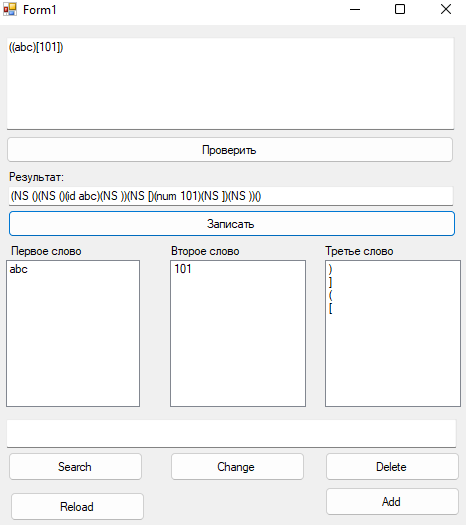 Form1
((abc)[101])
Проверить
Результат:
(NS ()(NS ()(id abc)(NS ))(NS [)(num 101)(NS ])(NS ))()
Записать
Первое слово Второе слово Третье слово
abc 101 )
]
(
[
Search Change Delete
Reload Add